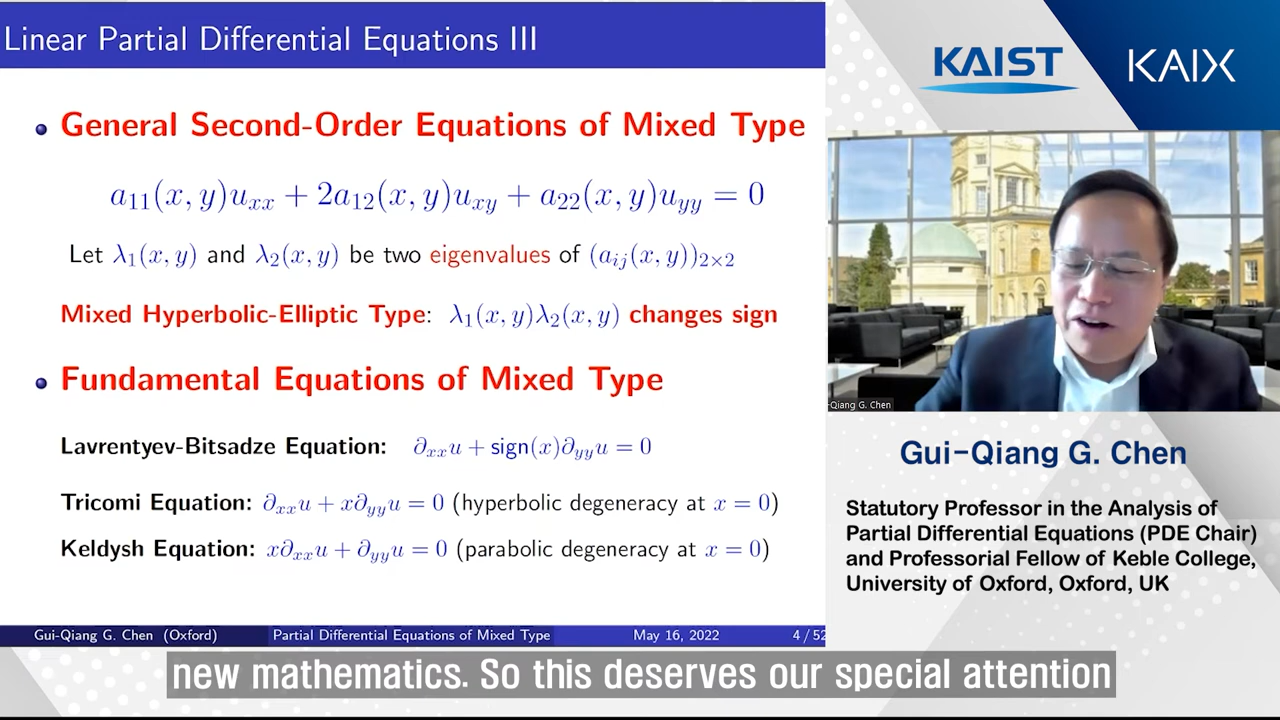 Linear Partial Differential Equations III
General Second-Order Equations of Mixed Type
a₁₁(x, y)uₓₓ + 2a₁₂(x, y)uₓᵧ + a₂₂(x, y)uᵧᵧ = 0
Let λ₁(x, y) and λ₂(x, y) be two eigenvalues of (aᵢⱼ(x, y))₂ₓ₂
Mixed Hyperbolic-Elliptic Type: λ₁(x, y)λ₂(x, y) changes sign
Fundamental Equations of Mixed Type
Lavrentyev-Bitsadze Equation: ∂ₓₓu + sign(x)∂ᵧᵧu = 0
Tricomi Equation: ∂ₓₓu + x∂ᵧᵧu = 0 (hyperbolic degeneracy at x = 0)
Keldysh Equation: x∂ₓₓu + ∂ᵧᵧu = 0 (parabolic degeneracy at x = 0)
Gui-Qiang G. Chen (Oxford) Partial Differential Equations of Mixed Type May 16, 2022 4 / 52
KAIST KAIX
-Qiang G. Chen
Gui-Qiang G. Chen
Statutory Professor in the Analysis of
Partial Differential Equations (PDE Chair)
and Professorial Fellow of Keble College,
University of Oxford, Oxford, UK
new mathematics. So this deserves our special attention